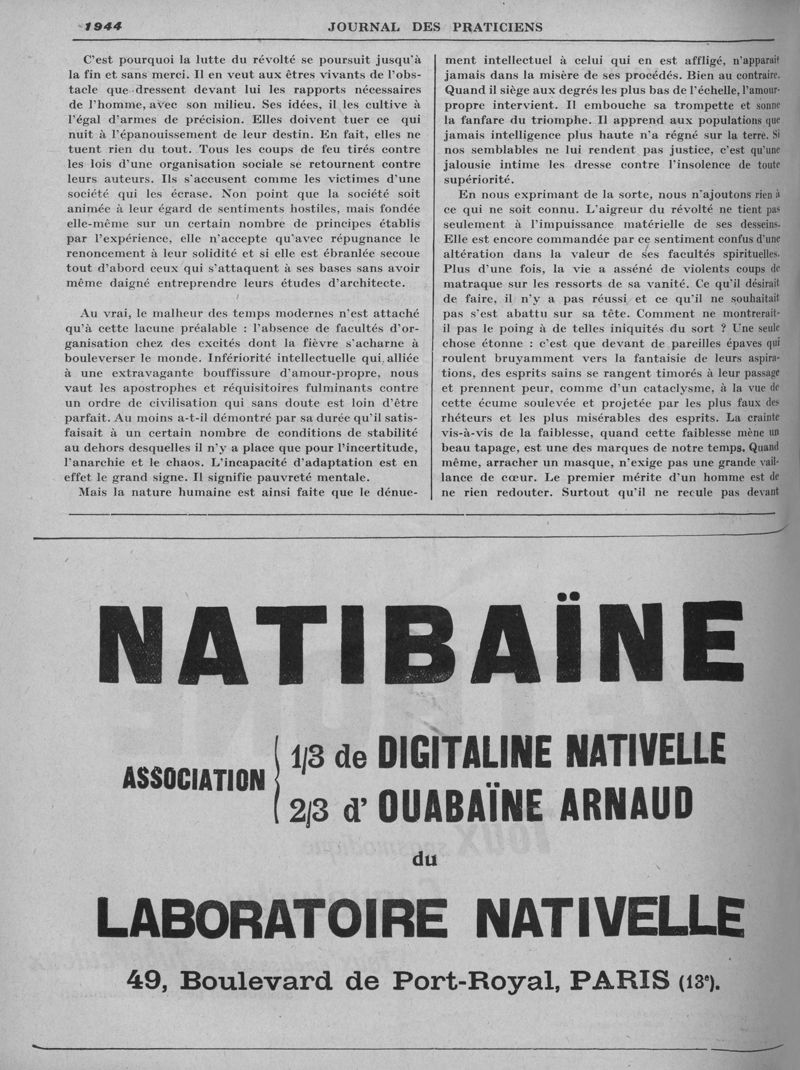 1944
JOURNAL DES PRATICIENS
C'est pourquoi la lutte du révolté se poursuit jusqu'à
la fin et sans merci. Il en veut aux êtres vivants de l'obs-
tacle que dressent devant lui les rapports nécessaires
de l'homme, avec son milieu. Ses idées, il les cultive à
l'égal d'armes de précision. Elles doivent tuer ce qui
nuit à l'épanouissement de leur destin. En fait, elles ne
tuent rien du tout. Tous les coups de feu tirés contre
les lois d'une organisation sociale se retournent contre
leurs auteurs. Ils s'accusent comme les victimes d'une
société qui les écrase. Non point que la société soit
animée à leur égard de sentiments hostiles, mais fondée
elle-même sur un certain nombre de principes établis
par l'expérience, elle n'accepte qu'avec répugnance le
renoncement à leur solidité et si elle est ébranlée secoue
tout d'abord ceux qui s'attaquent à ses bases sans avoir
même daigné entreprendre leurs études d'architecte.
Au vrai, le malheur des temps modernes n'est attaché
qu'à cette lacune préalable : l'absence de facultés d'or-
ganisation chez des excités dont la fièvre s'acharne à
bouleverser le monde. Infériorité intellectuelle qui alliée
à une extravagante bouffissure d'amour-propre, nous
vaut les apostrophes et réquisitoires fulminants contre
un ordre de civilisation qui sans doute est loin d'être
parfait. Au moins a-t-il démontré par sa durée qu'il satis-
faisait à un certain nombre de conditions de stabilité
au dehors desquelles il n'y a place que pour l'incertitude,
l'anarchie et le chaos. L'incapacité d'adaptation est en
effet le grand signe. Il signifie pauvreté mentale.
Mais la nature humaine est ainsi faite que le dénue-
ment intellectuel à celui qui en est affligé, n'apparait
jamais dans la misère de ses procédés. Bien au contraire.
Quand il siège aux degrés les plus bas de l'échelle, l'amour-
propre intervient. Il embouche sa trompette et sonne
la fanfare du triomphe. Il apprend aux populations que
jamais intelligence plus haute n'a régné sur la terre. Si
nos semblables ne lui rendent pas justice, c'est qu'une
jalousie intime les dresse contre l'insolence de toute
supériorité.
En nous exprimant de la sorte, nous n'ajoutons rien à
ce qui ne soit connu. L'aigreur du révolté ne tient pas
seulement à l'impuissance matérielle de ses desseins.
Elle est encore commandée par ce sentiment confus d'une
altération dans la valeur de ses facultés spirituelles.
Plus d'une fois, la vie a asséné de violents coups de
matraque sur les ressorts de sa vanité. Ce qu'il désirait
de faire, il n'y a pas réussi et ce qu'il ne souhaitait
pas s'est abattu sur sa tête. Comment ne montrerait-
il pas le poing à de telles iniquités du sort ? Une seule
chose étonne : c'est que devant de pareilles épaves qui
roulent bruyamment vers la fantaisie de leurs aspira-
tions, des esprits sains se rangent timorés à leur passage
et prennent peur, comme d'un cataclysme, à la vue de
cette écume soulevée et projetée par les plus faux des
rhéteurs et les plus misérables des esprits. La crainte
vis-à-vis de la faiblesse, quand cette faiblesse mène un
beau tapage, est une des marques de notre temps. Quand
même, arracher un masque, n'exige pas une grande vail-
lance de cœur. Le premier mérite d'un homme est de
ne rien redouter. Surtout qu'il ne recule pas devant
NATIBAÏNE
ASSOCIATION
1/3 de DIGITALINE NATIVELLE
2/3 d' OUABAÏNE ARNAUD
du
LABORATOIRE NATIVELLE
49, Boulevard de Port-Royal, PARIS (13e).